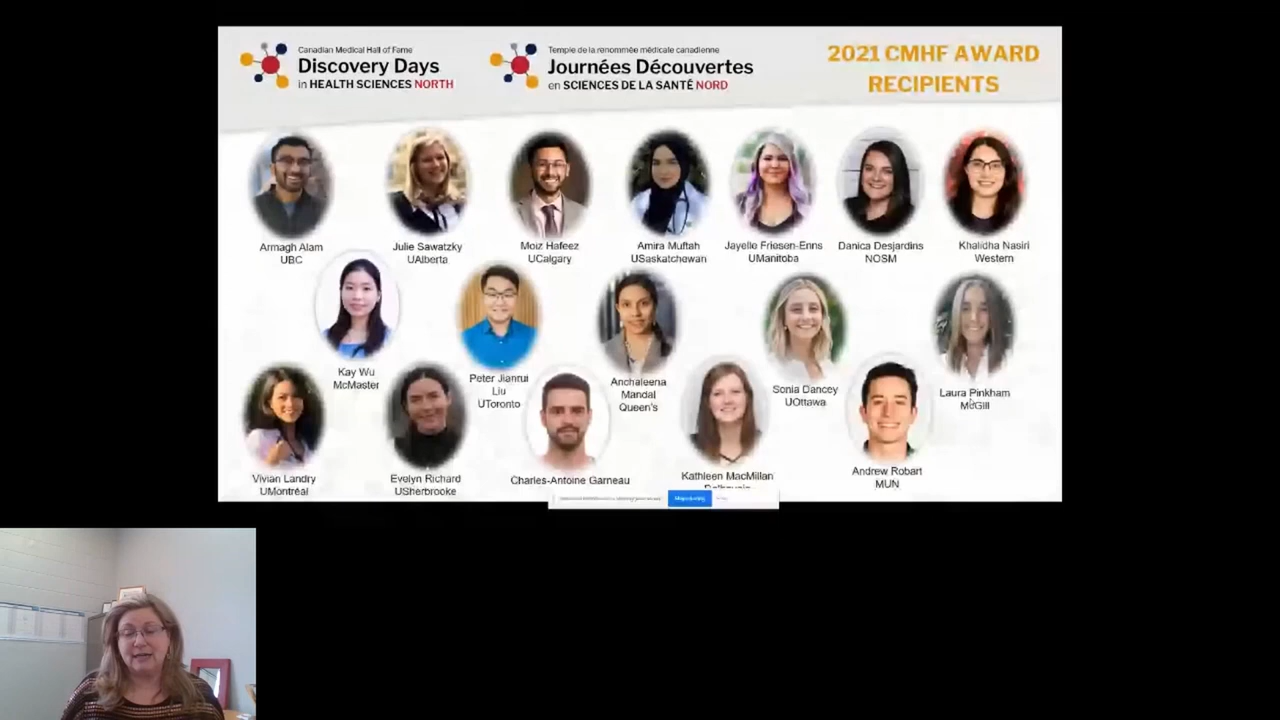 Canadian Medical Hall of Fame
Discovery Days
in HEALTH SCIENCES NORTH
Temple de la renommée médicale canadienne
Journées Découvertes
en SCIENCES DE LA SANTÉ NORD
2021 CMHF AWARD
RECIPIENTS
Armagh Alam
UBC
Julie Sawatzky
UAlberta
Moiz Hafeez
UCalgary
Amira Muftah
USaskatchewan
Jayelle Friesen-Enns
UManitoba
Danica Desjardins
NOSM
Khalidha Nasiri
Western
Kay Wu
McMaster
Peter Jianrui
Liu
UToronto
Anchaleena
Mandal
Queen's
Sonia Dancey
UOttawa
Laura Pinkham
McGill
Vivian Landry
UMontréal
Evelyn Richard
USherbrooke
Charles-Antoine Garneau
Kathleen MacMillan
Andrew Robart
MUN